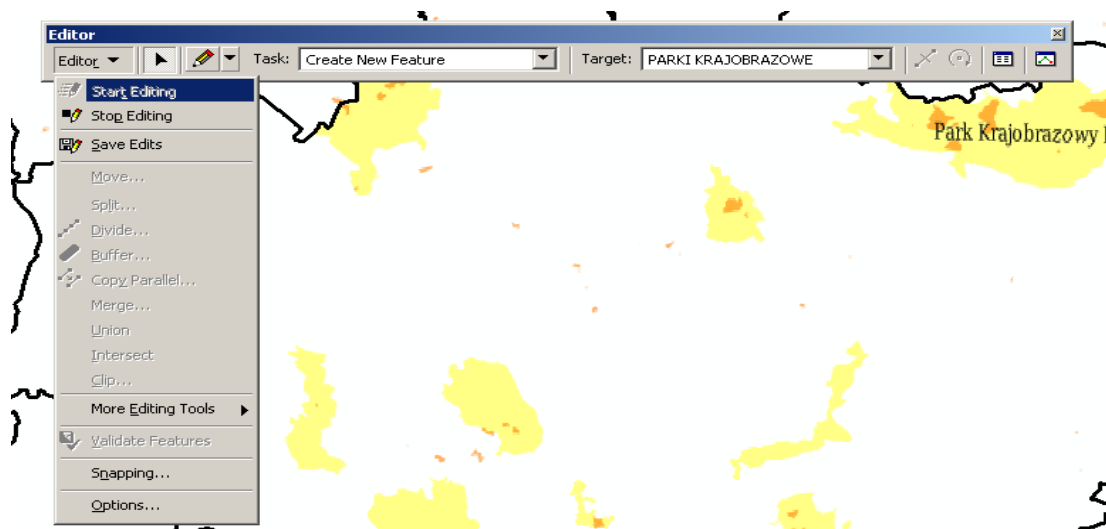 Editor
Editor Task: Create New Feature Target: PARKI KRAJOBRAZOWE
Start Editing
Stop Editing
Save Edits
Move...
Split...
Divide...
Buffer...
Copy Parallel...
Merge...
Union
Intersect
Clip...
More Editing Tools
Validate Features
Snapping...
Options...
Park Krajobrazowy